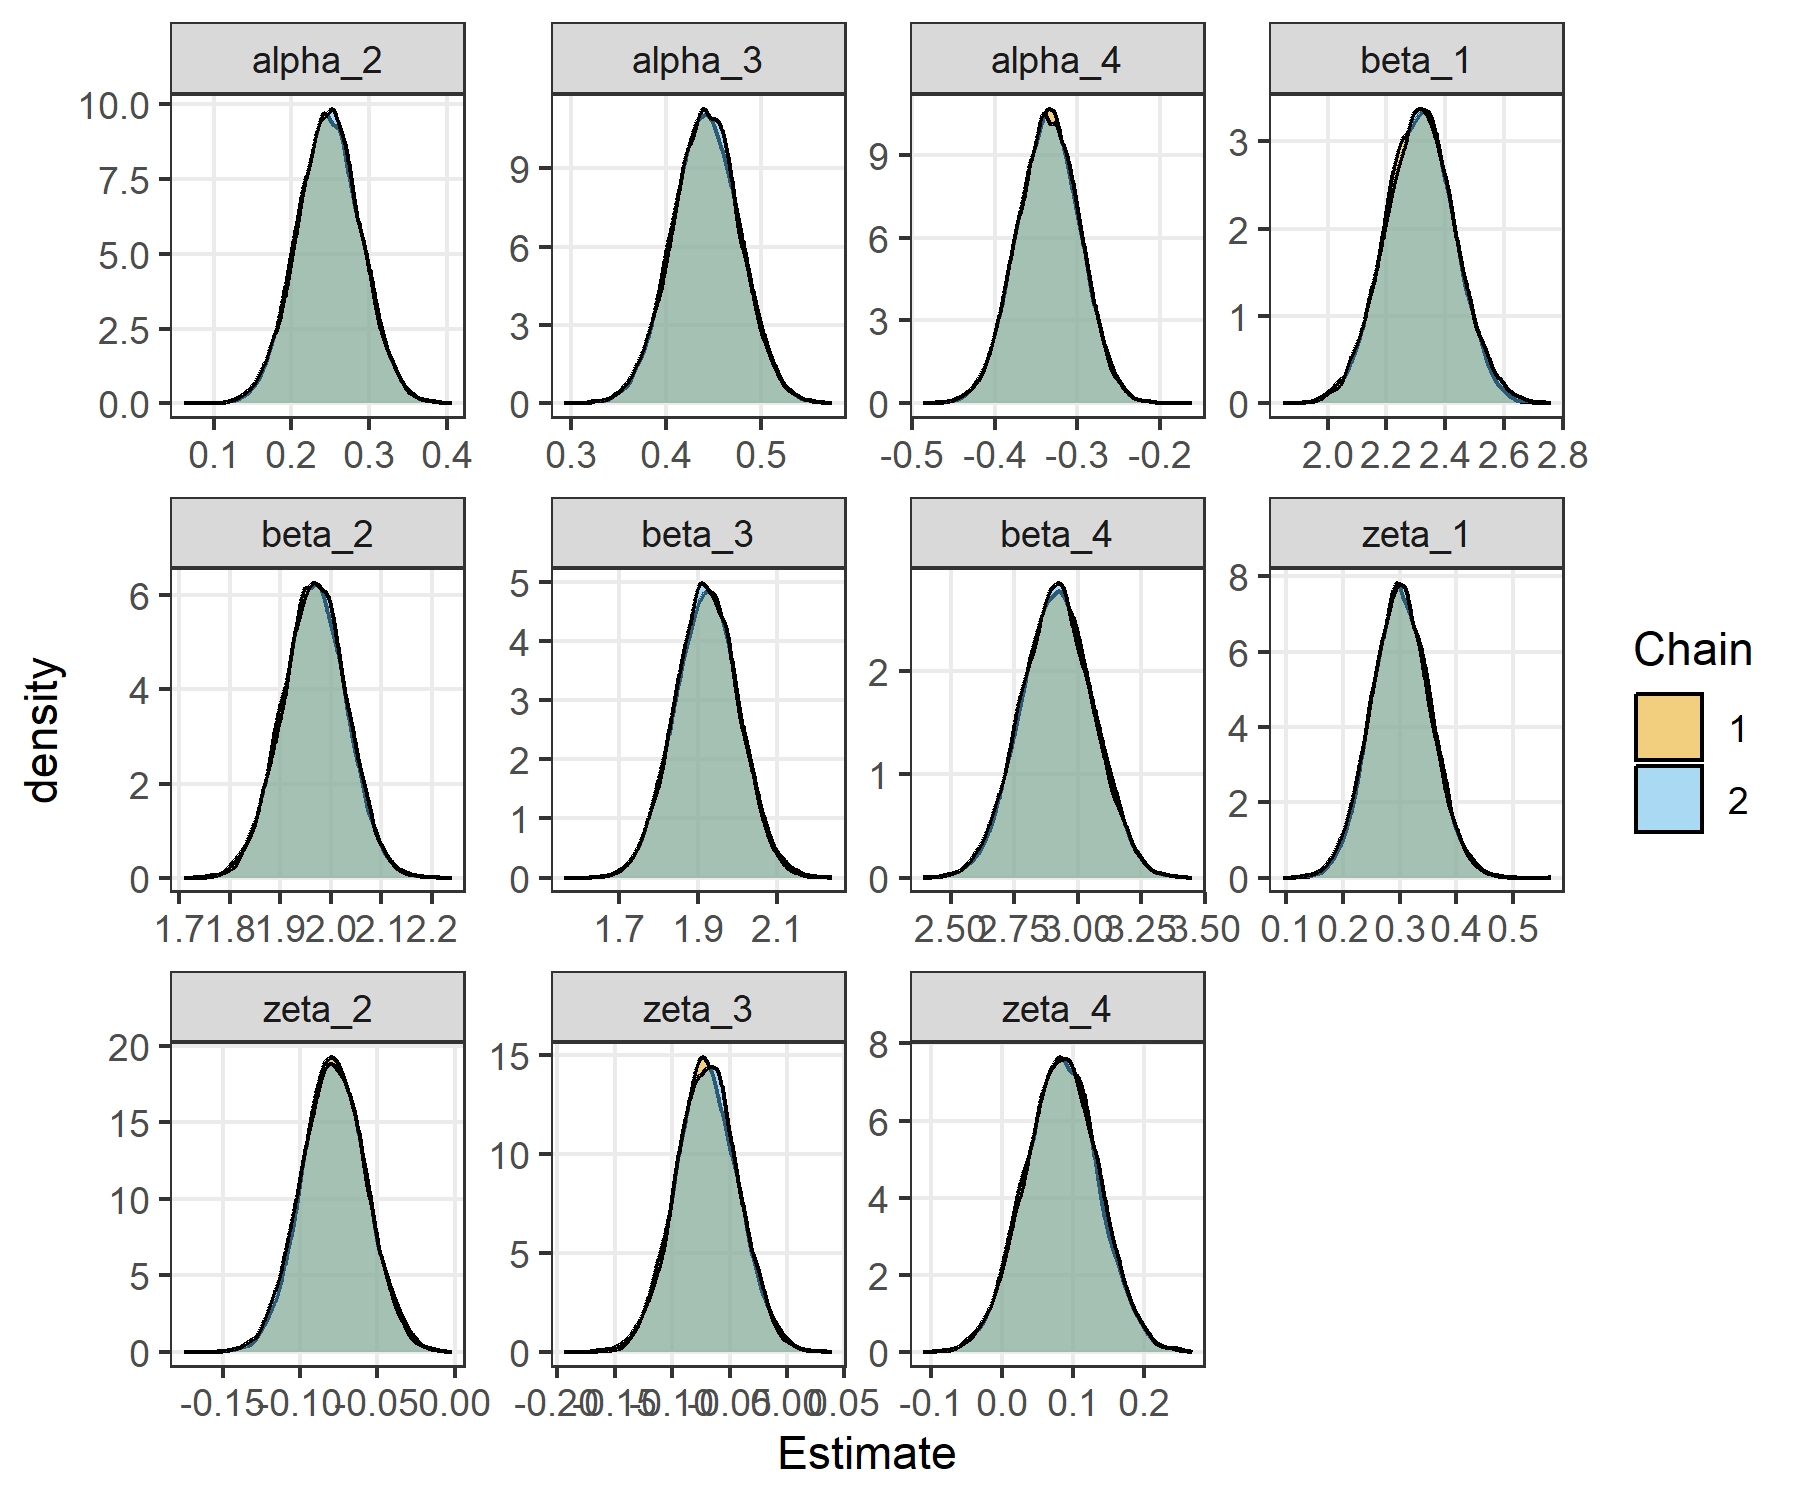 alpha_2 alpha_3 alpha_4 beta_1
10.0 7.5 5.0 2.5 0.0
9 6 3 0
9 6 3 0
3 2 1 0
0.1 0.2 0.3 0.4
0.3 0.4 0.5
-0.5 -0.4 -0.3 -0.2
2.0 2.2 2.4 2.6 2.8
beta_2 beta_3 beta_4 zeta_1
6 4 2 0
5 4 3 2 1 0
2 1 0
8 6 4 2 0
1.7 1.8 1.9 2.0 2.1 2.2
1.7 1.9 2.1
2.50 2.75 3.00 3.25 3.50
0.1 0.2 0.3 0.4 0.5
zeta_2 zeta_3 zeta_4
20 15 10 5 0
15 10 5 0
8 6 4 2 0
-0.15 -0.10 -0.05 0.00
-0.20 -0.15 -0.10 -0.05 0.00 0.05
-0.1 0.0 0.1 0.2
density
Estimate
Chain
1
2